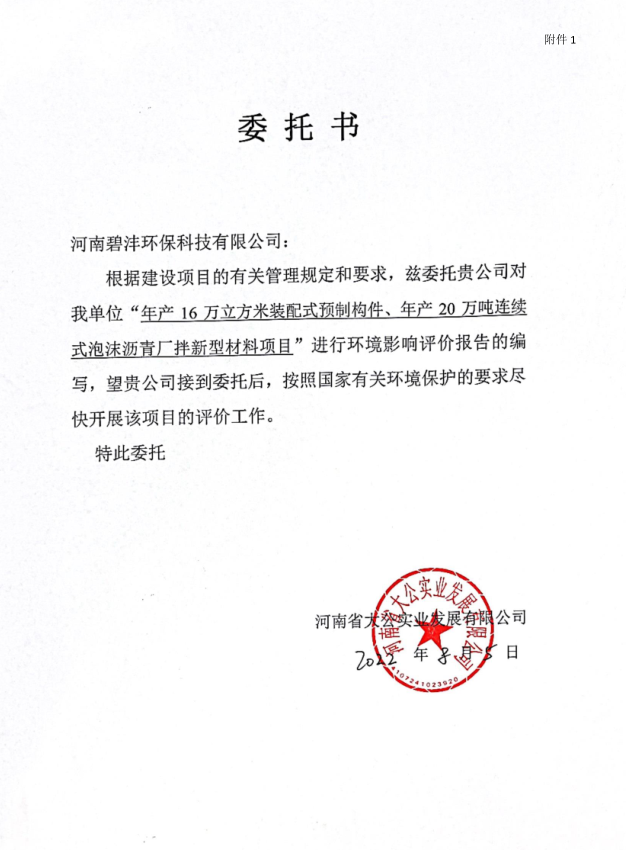 附件 1
委 托 书
河南碧沣环保科技有限公司：
根据建设项目的有关管理规定和要求，兹委托贵公司对
我单位“年产 16 万立方米装配式预制构件、年产 20 万吨连续
式泡沫沥青厂拌新型材料项目”进行环境影响评价报告的编
写，望贵公司接到委托后，按照国家有关环境保护的要求尽
快开展该项目的评价工作。
特此委托
河南省大公实业发展有限公司
2022 年 8 月 5 日
河南省大公实业发展有限公司
4107241023920